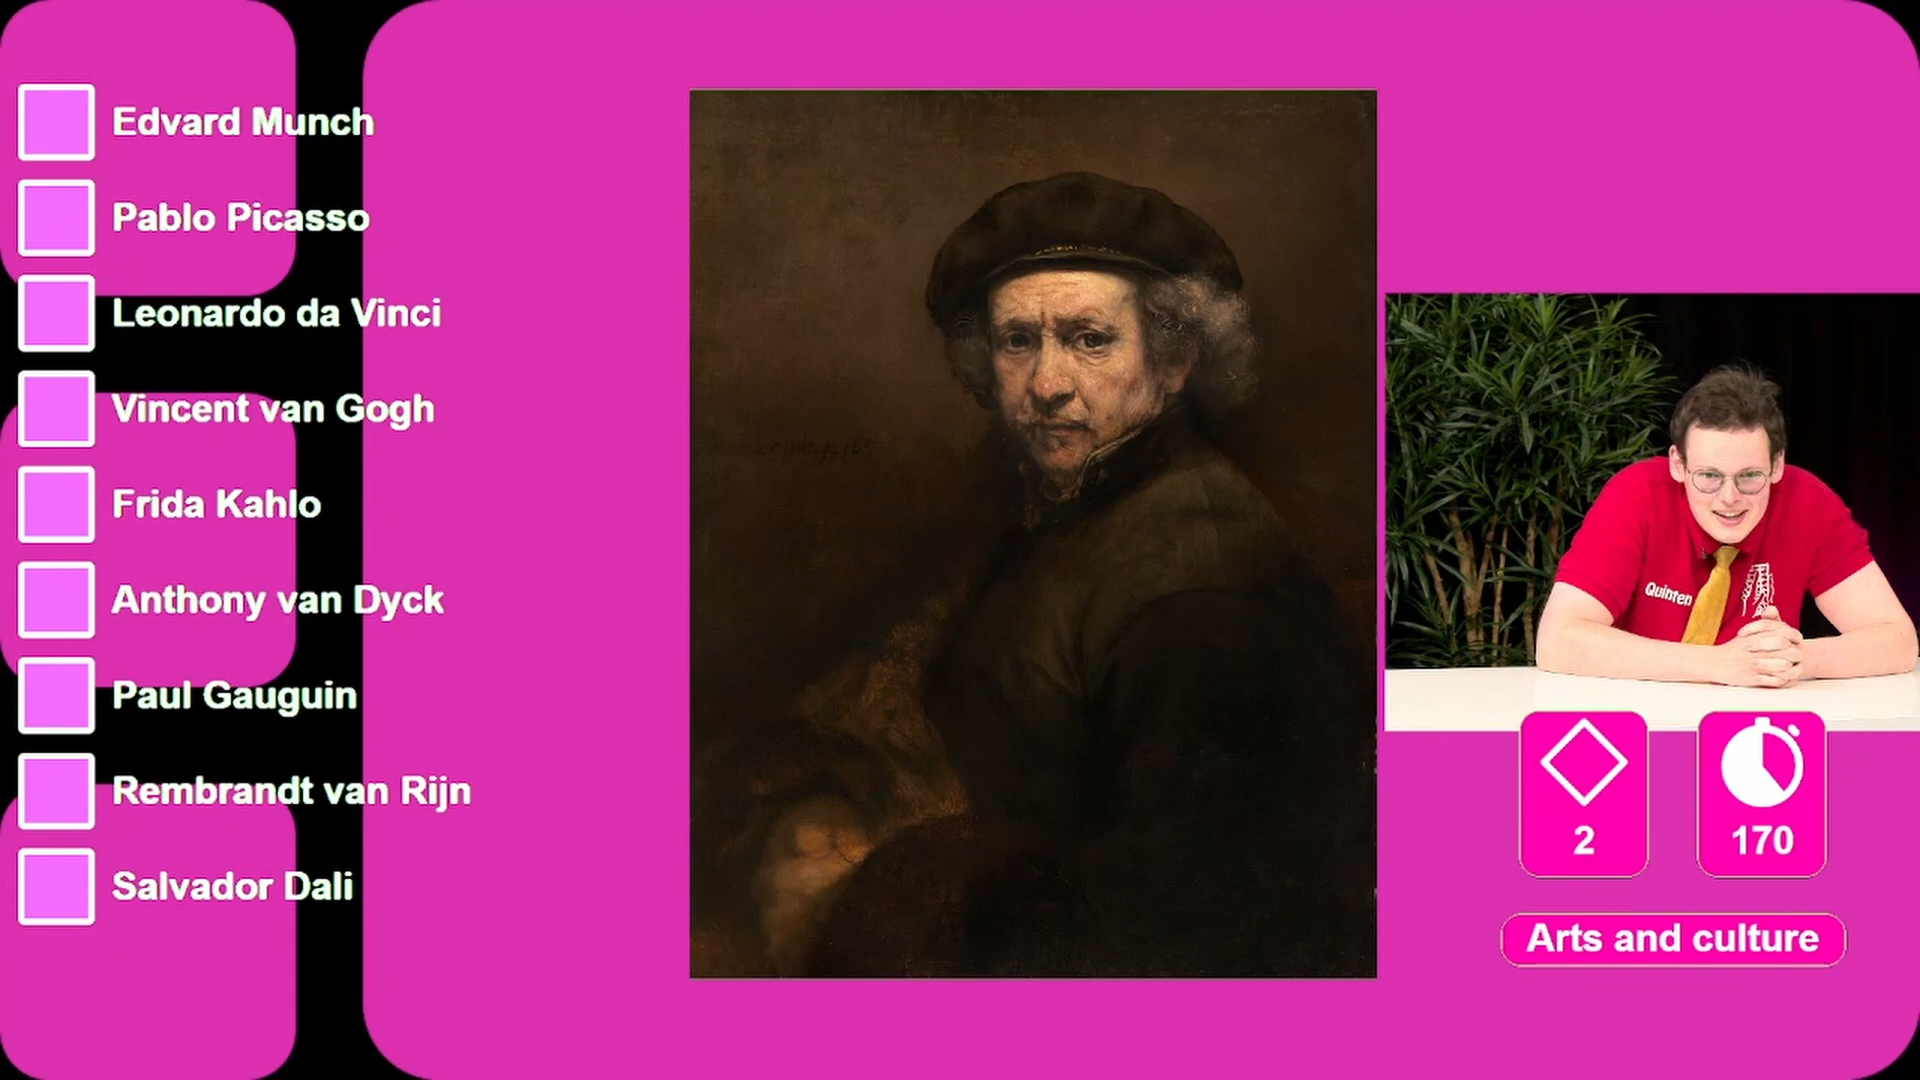 Edvard Munch
Pablo Picasso
Leonardo da Vinci
Vincent van Gogh
Frida Kahlo
Anthony van Dyck
Paul Gauguin
Rembrandt van Rijn
Salvador Dali
Quinten
2
170
Arts and culture